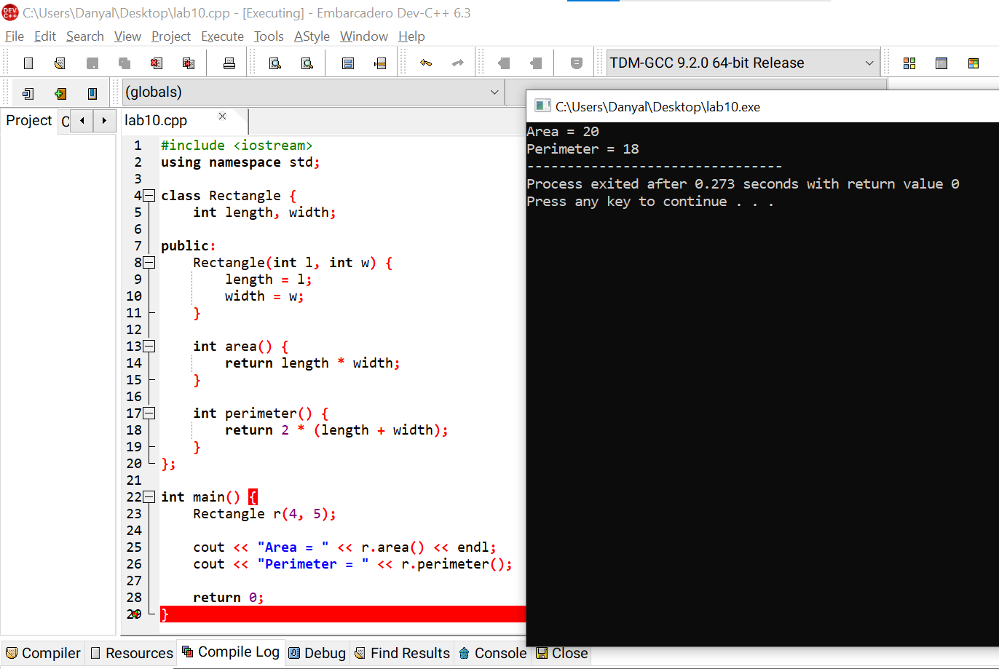 C:\Users\Danyal\Desktop\lab10.cpp - [Executing] - Embarcadero Dev-C++ 6.3
File Edit Search View Project Execute Tools AStyle Window Help
TDM-GCC 9.2.0 64-bit Release
(globals)
Project C lab10.cpp
1 #include <iostream>
2 using namespace std;
3
4 class Rectangle {
5     int length, width;
6
7 public:
8     Rectangle(int l, int w) {
9         length = l;
10         width = w;
11     }
12
13     int area() {
14         return length * width;
15     }
16
17     int perimeter() {
18         return 2 * (length + width);
19     }
20 };
21
22 int main() {
23     Rectangle r(4, 5);
24
25     cout << "Area = " << r.area() << endl;
26     cout << "Perimeter = " << r.perimeter();
27
28     return 0;
29 }
C:\Users\Danyal\Desktop\lab10.exe
Area = 20
Perimeter = 18
--------------------------------
Process exited after 0.273 seconds with return value 0
Press any key to continue . . .
Compiler Resources Compile Log Debug Find Results Console Close